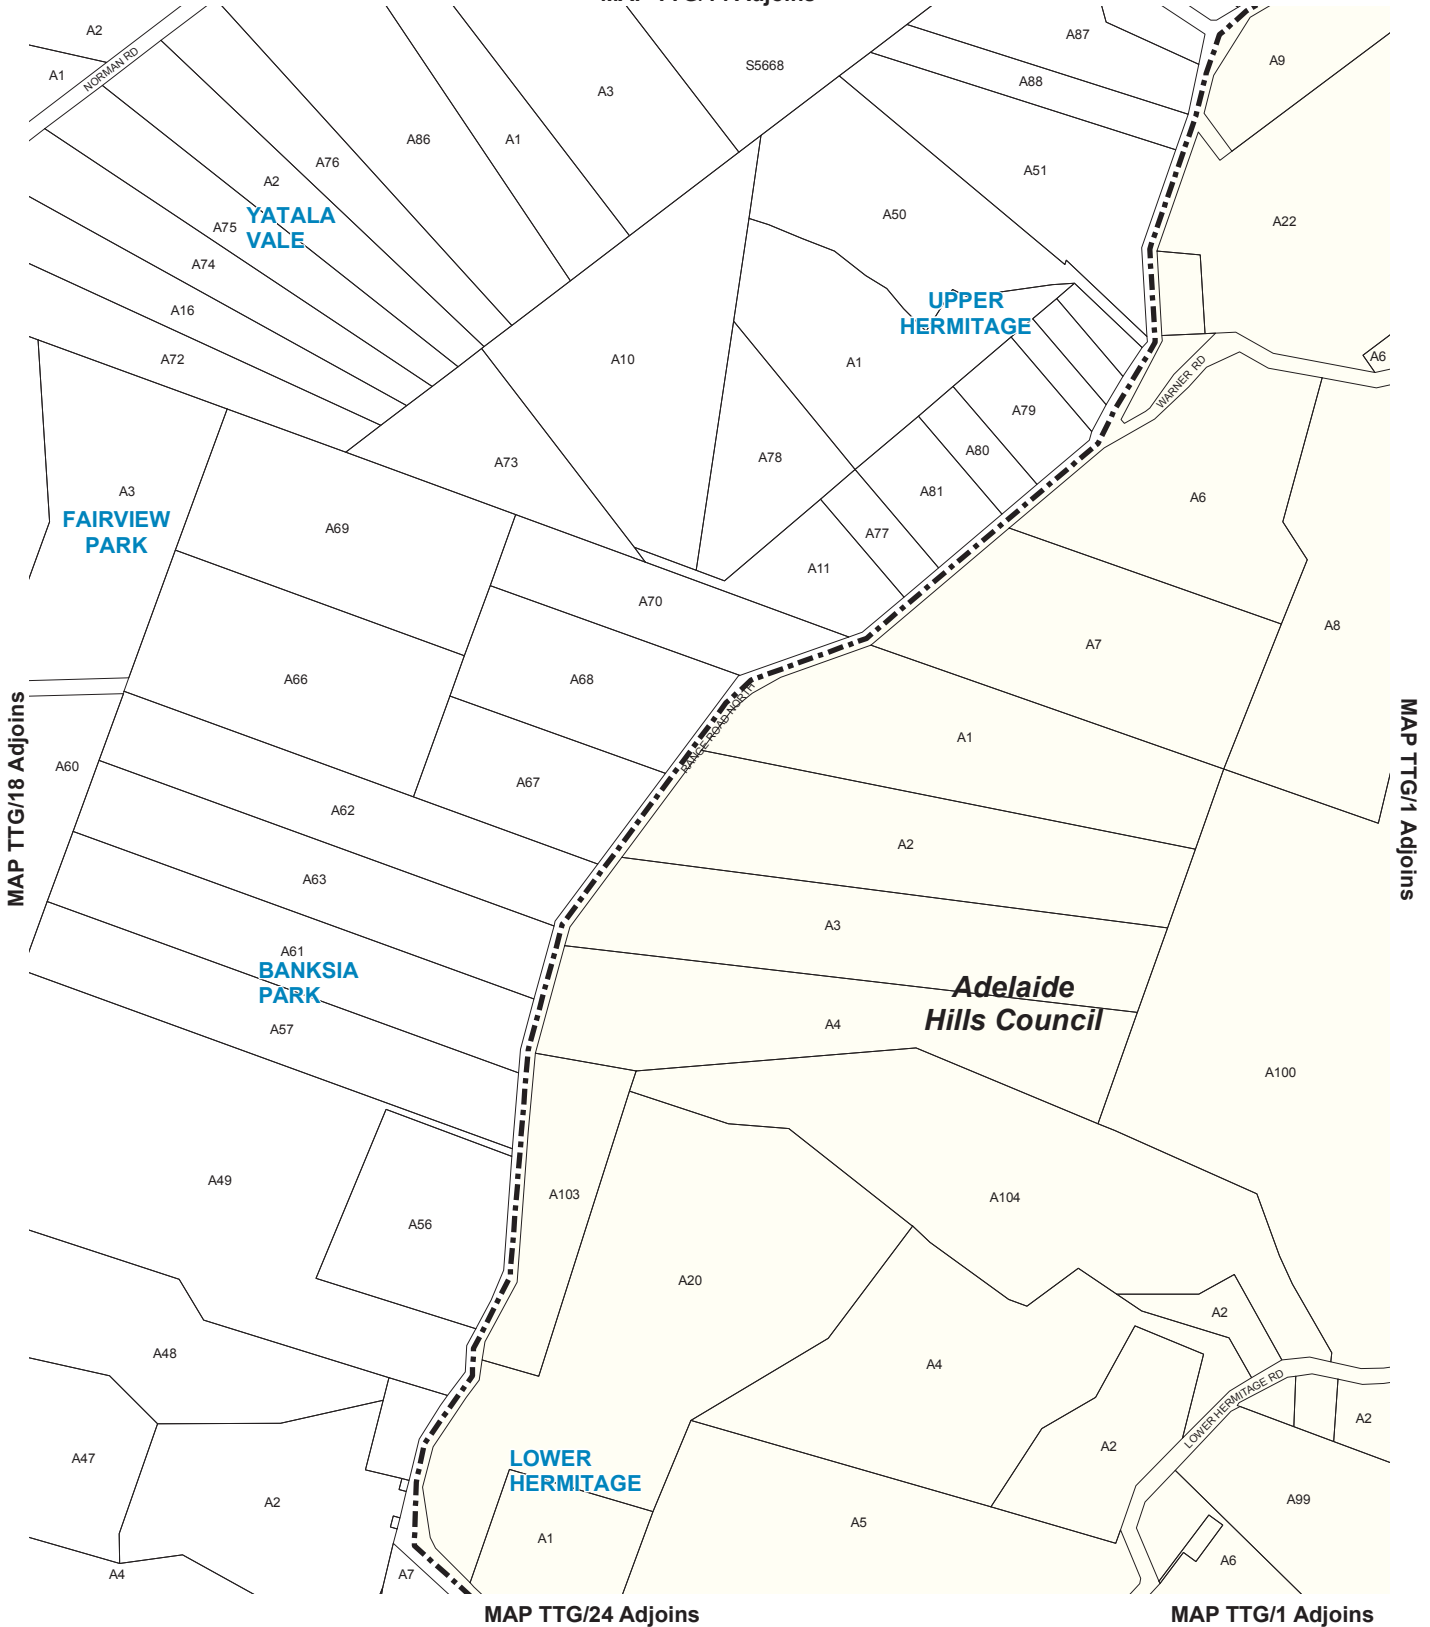 A2
A87
A9
A1
NORMAN RD
S5668
A88
A3
A86
A1
A76
A2
A51
A75
YATALA
VALE
A50
A22
A74
A16
UPPER
HERMITAGE
A72
A10
A1
A6
WARNER RD
A79
A73
A78
A80
A3
A81
A6
FAIRVIEW
PARK
A69
A77
A11
A70
A8
A7
A66
A68
RANGE ROAD NORTH
A1
MAP TTG/18 Adjoins
MAP TTG/1 Adjoins
A60
A67
A62
A2
A63
A3
A61
BANKSIA
PARK
Adelaide
Hills Council
A57
A4
A100
A49
A103
A104
A56
A20
A2
A48
A4
LOWER HERMITAGE RD
A2
A2
A47
LOWER
HERMITAGE
A2
A99
A5
A1
A6
A4
A7
MAP TTG/24 Adjoins
MAP TTG/1 Adjoins